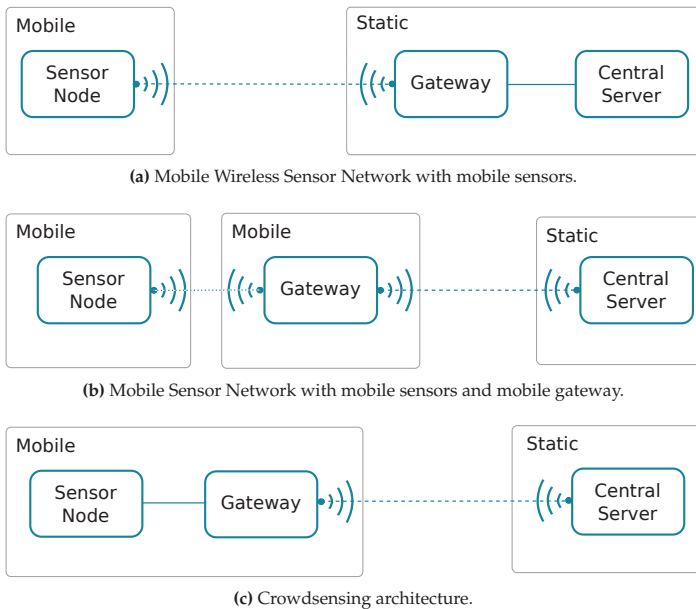 Mobile
Static
Sensor
Node
Gateway
Central
Server
(a) Mobile Wireless Sensor Network with mobile sensors.
Mobile
Mobile
Static
Sensor
Node
Gateway
Central
Server
(b) Mobile Sensor Network with mobile sensors and mobile gateway.
Mobile
Static
Sensor
Node
Gateway
Central
Server
(c) Crowdsensing architecture.